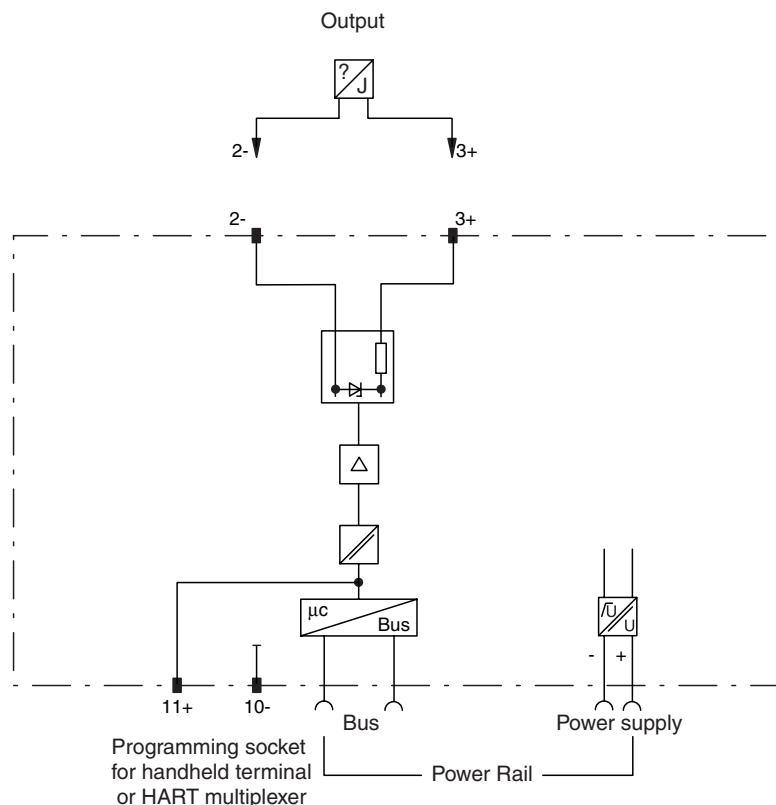 Output
?
J
2-
3+
2-
3+
µc
Bus
/U
U
-
+
11+
10-
Bus
Power supply
Programming socket
for handheld terminal
or HART multiplexer
Power Rail